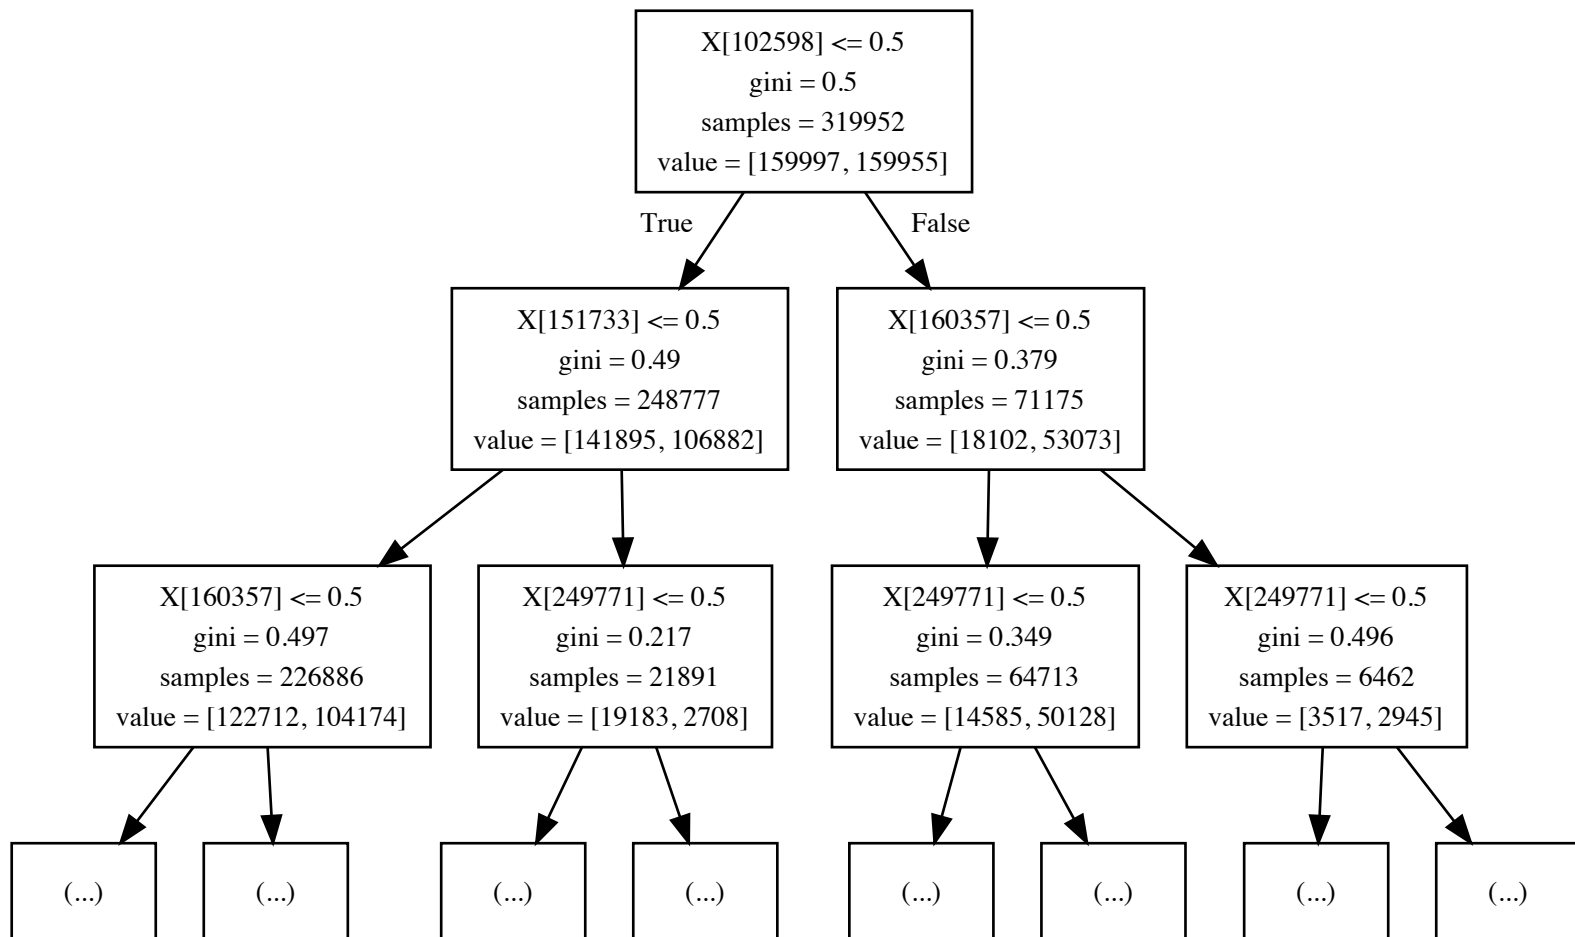 X[102598] <= 0.5
gini = 0.5
samples = 319952
value = [159997, 159955]
True
False
X[151733] <= 0.5
gini = 0.49
samples = 248777
value = [141895, 106882]
X[160357] <= 0.5
gini = 0.379
samples = 71175
value = [18102, 53073]
X[160357] <= 0.5
gini = 0.497
samples = 226886
value = [122712, 104174]
X[249771] <= 0.5
gini = 0.217
samples = 21891
value = [19183, 2708]
X[249771] <= 0.5
gini = 0.349
samples = 64713
value = [14585, 50128]
X[249771] <= 0.5
gini = 0.496
samples = 6462
value = [3517, 2945]
(...)
(...)
(...)
(...)
(...)
(...)
(...)
(...)